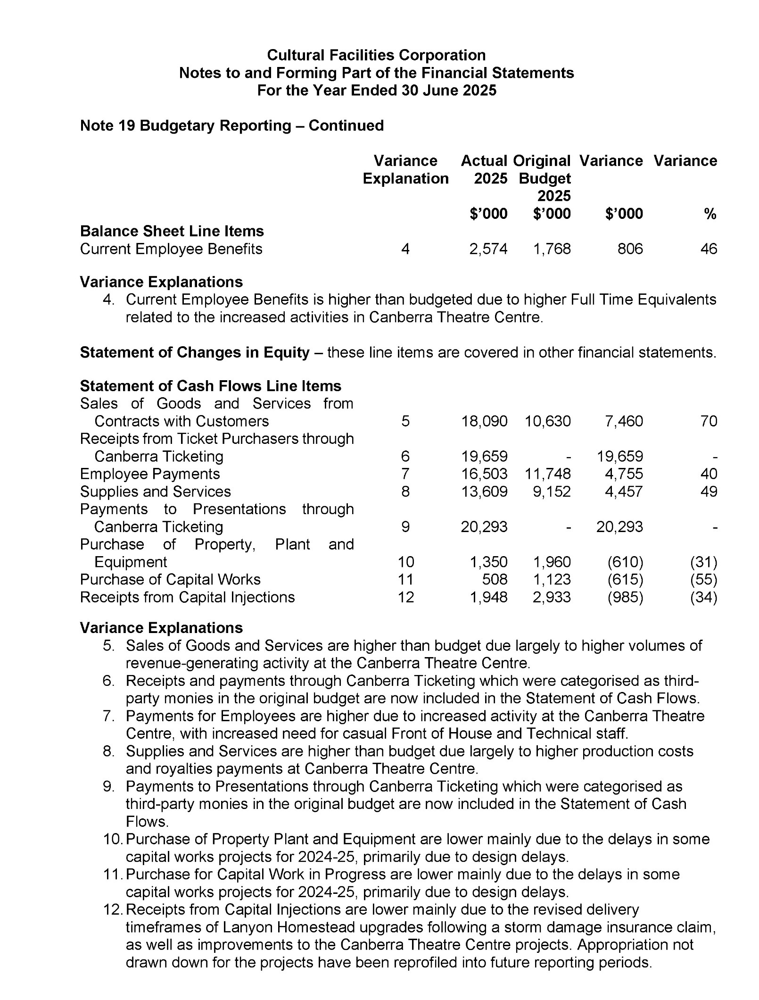 Cultural Facilities Corporation
Notes to and Forming Part of the Financial Statements
For the Year Ended 30 June 2025
Note 19 Budgetary Reporting – Continued
Variance Actual Original Variance Variance
Explanation 2025 Budget
2025
$’000 $’000 $’000 %
Balance Sheet Line Items
Current Employee Benefits 4 2,574 1,768 806 46
Variance Explanations
4. Current Employee Benefits is higher than budgeted due to higher Full Time Equivalents
related to the increased activities in Canberra Theatre Centre.
Statement of Changes in Equity – these line items are covered in other financial statements.
Statement of Cash Flows Line Items
Sales of Goods and Services from
Contracts with Customers 5 18,090 10,630 7,460 70
Receipts from Ticket Purchasers through
Canberra Ticketing 6 19,659 - 19,659 -
Employee Payments 7 16,503 11,748 4,755 40
Supplies and Services 8 13,609 9,152 4,457 49
Payments to Presentations through
Canberra Ticketing 9 20,293 - 20,293 -
Purchase of Property, Plant and
Equipment 10 1,350 1,960 (610) (31)
Purchase of Capital Works 11 508 1,123 (615) (55)
Receipts from Capital Injections 12 1,948 2,933 (985) (34)
Variance Explanations
5. Sales of Goods and Services are higher than budget due largely to higher volumes of
revenue-generating activity at the Canberra Theatre Centre.
6. Receipts and payments through Canberra Ticketing which were categorised as third-
party monies in the original budget are now included in the Statement of Cash Flows.
7. Payments for Employees are higher due to increased activity at the Canberra Theatre
Centre, with increased need for casual Front of House and Technical staff.
8. Supplies and Services are higher than budget due largely to higher production costs
and royalties payments at Canberra Theatre Centre.
9. Payments to Presentations through Canberra Ticketing which were categorised as
third-party monies in the original budget are now included in the Statement of Cash
Flows.
10. Purchase of Property Plant and Equipment are lower mainly due to the delays in some
capital works projects for 2024-25, primarily due to design delays.
11. Purchase for Capital Work in Progress are lower mainly due to the delays in some
capital works projects for 2024-25, primarily due to design delays.
12. Receipts from Capital Injections are lower mainly due to the revised delivery
timeframes of Lanyon Homestead upgrades following a storm damage insurance claim,
as well as improvements to the Canberra Theatre Centre projects. Appropriation not
drawn down for the projects have been reprofiled into future reporting periods.